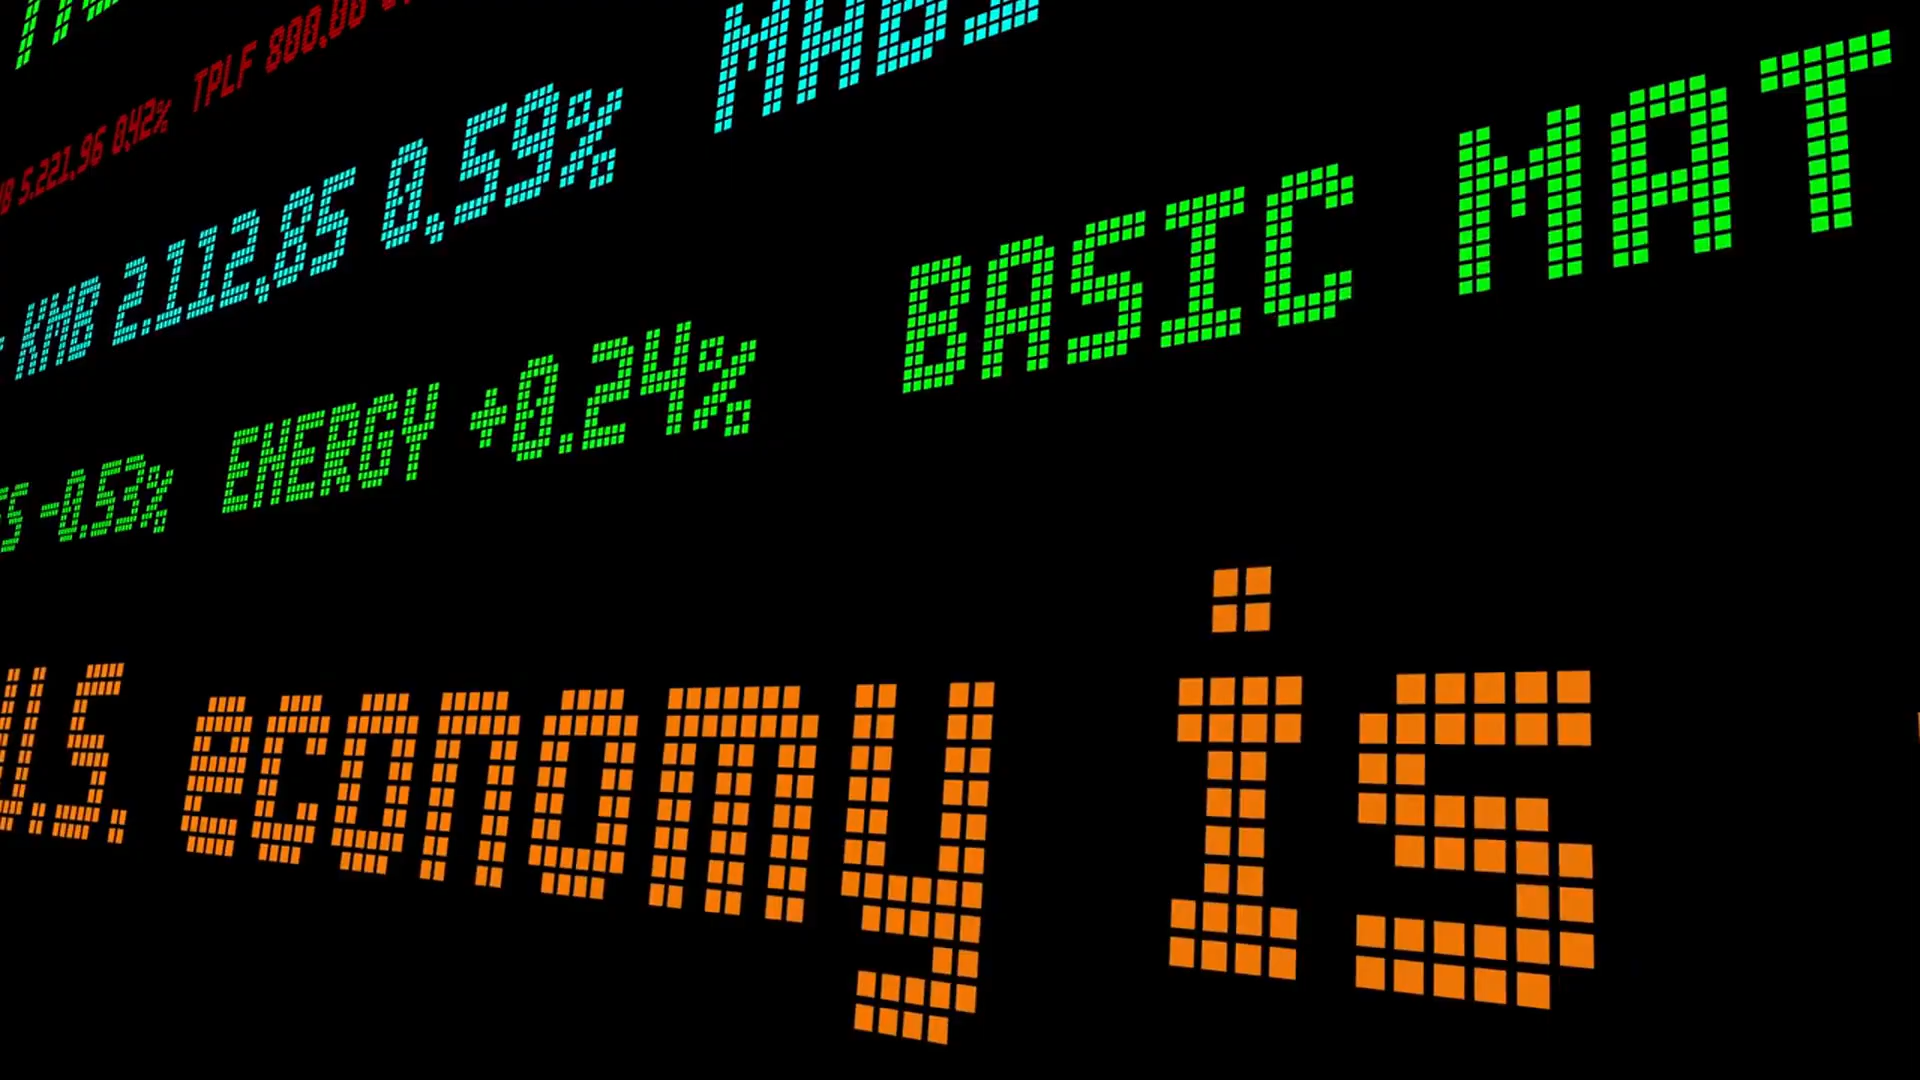 5.221,96 0,42% TPLF 800,00
KMB 2.112,85 0,59%
-0.53% ENERGY +0.24% BASIC MAT
U.S. economy is